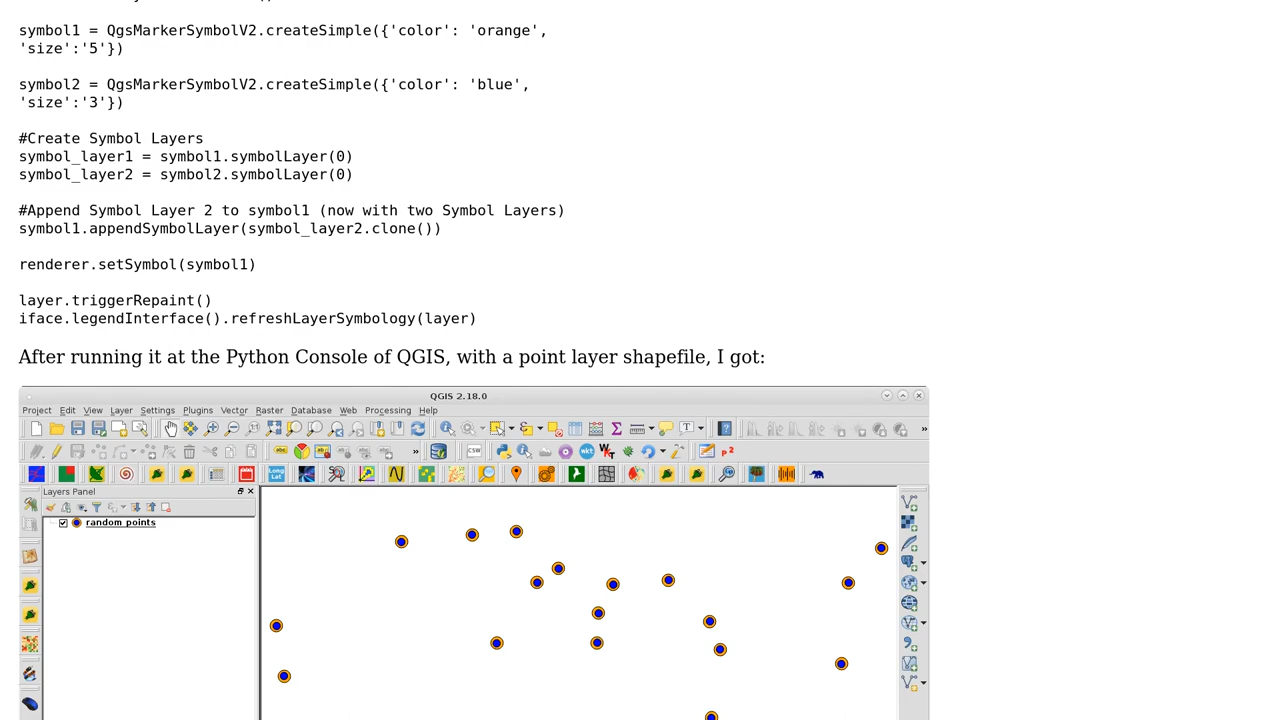 symbol1 = QgsMarkerSymbolV2.createSimple({'color': 'orange',
'size':'5'})
symbol2 = QgsMarkerSymbolV2.createSimple({'color': 'blue',
'size':'3'})
#Create Symbol Layers
symbol_layer1 = symbol1.symbolLayer(0)
symbol_layer2 = symbol2.symbolLayer(0)
#Append Symbol Layer 2 to symbol1 (now with two Symbol Layers)
symbol1.appendSymbolLayer(symbol_layer2.clone())
renderer.setSymbol(symbol1)
layer.triggerRepaint()
iface.legendInterface().refreshLayerSymbology(layer)
After running it at the Python Console of QGIS, with a point layer shapefile, I got:
QGIS 2.18.0
Project Edit View Layer Settings Plugins Vector Raster Database Web Processing Help
Layers Panel
random_points